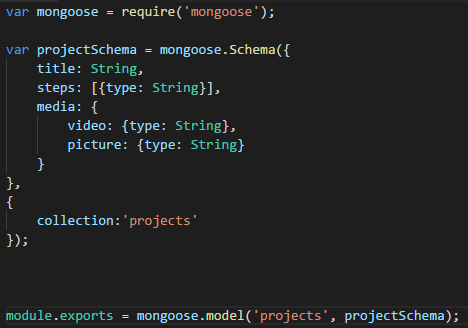 var mongoose = require('mongoose');
var projectSchema = mongoose.Schema({
    title: String,
    steps: [{type: String}],
    media: {
        video: {type: String},
        picture: {type: String}
    }
},
{
    collection:'projects'
});
module.exports = mongoose.model('projects', projectSchema);